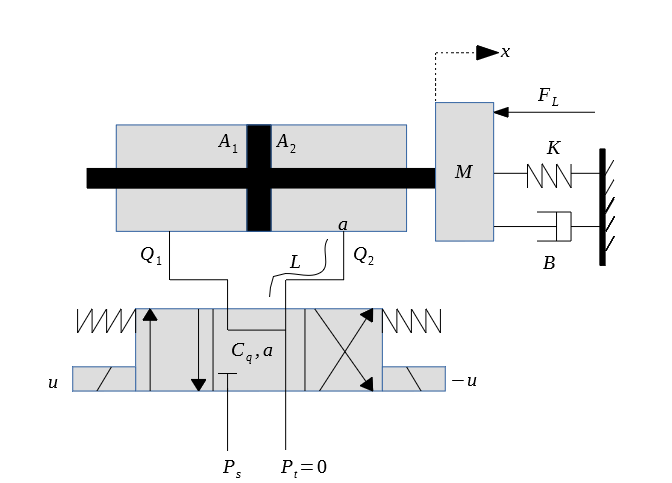 x
F_L
A_1 A_2
K
M
a
Q_1 L Q_2
B
C_q, a
u −u
P_s P_t=0